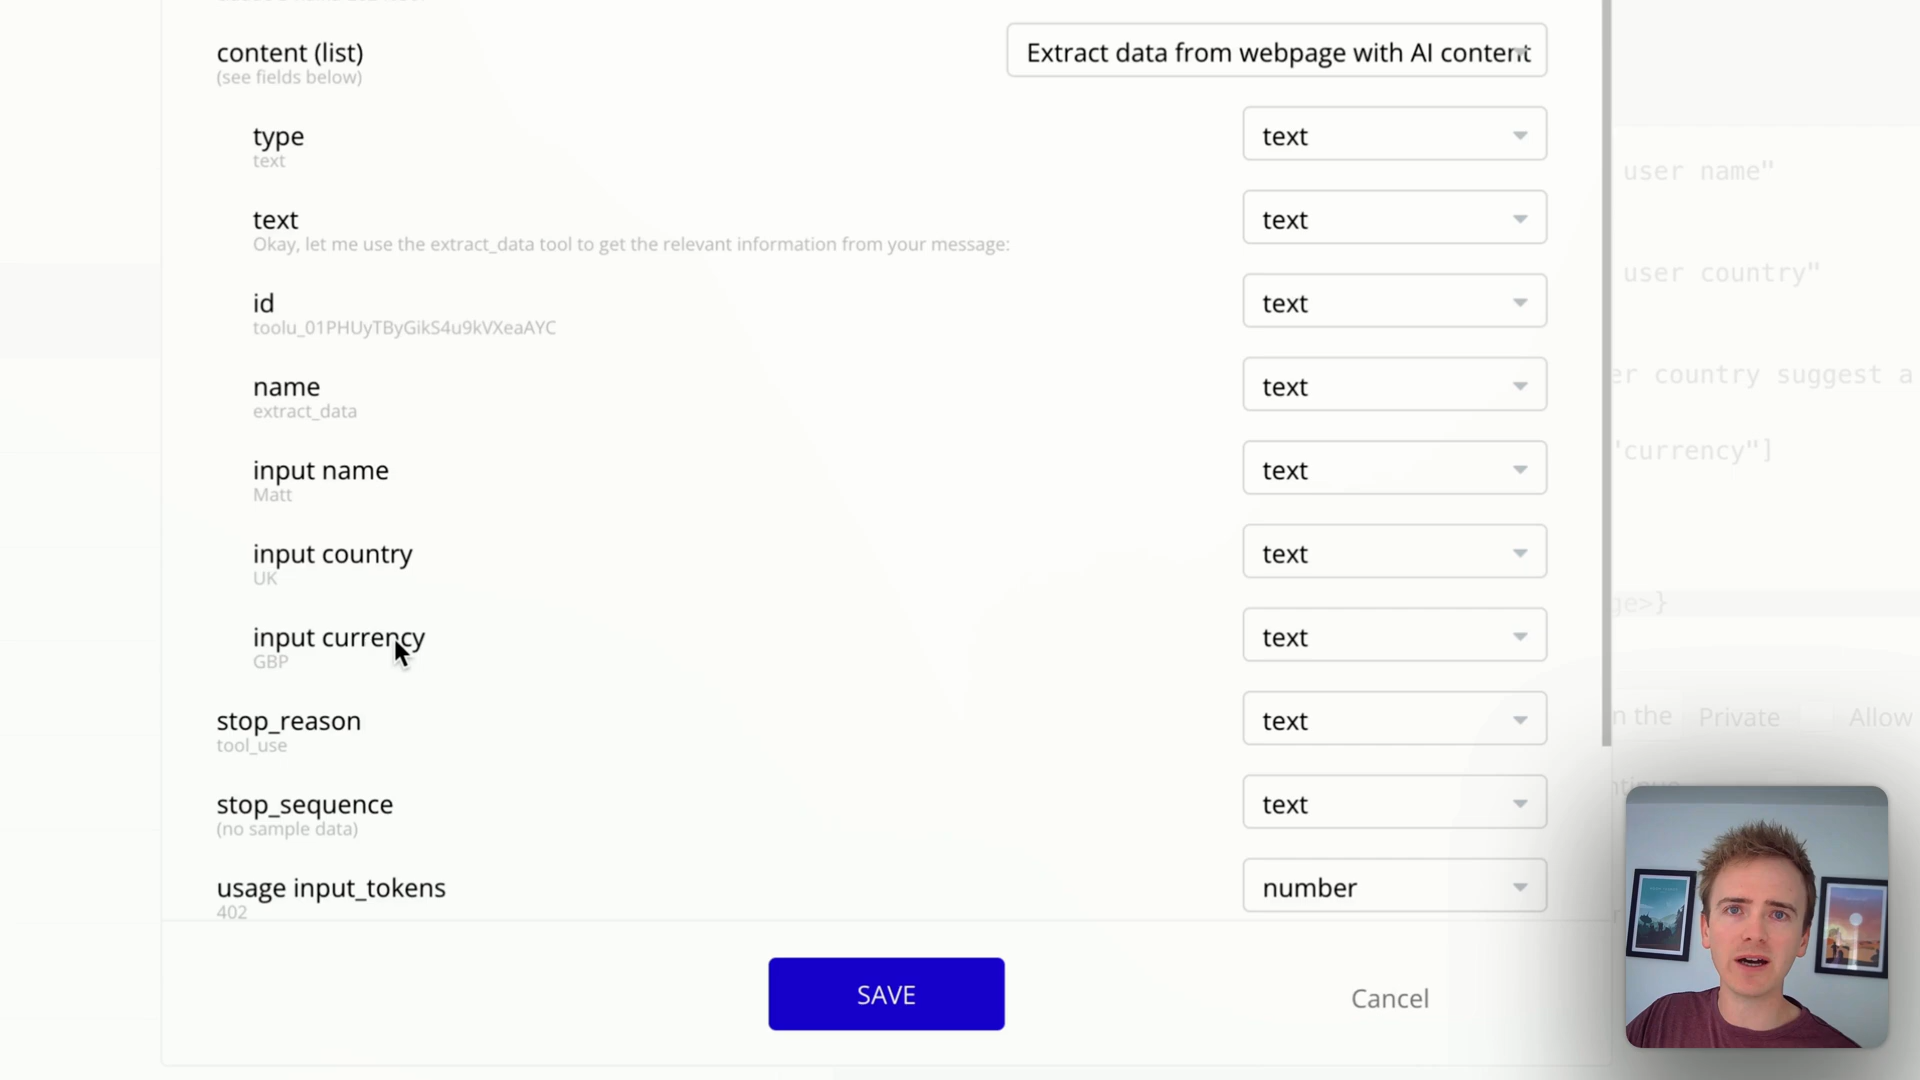 content (list)
Extract data from webpage with AI content
(see fields below)
type
text
text
user name"
text
text
Okay, let me use the extract_data tool to get the relevant information from your message:
user country"
id
text
toolu_01PHUyTByGikS4u9kVXeaAYC
name
text
er country suggest a
extract_data
input name
text
"currency"]
Matt
input country
text
UK
ge>}
input currency
text
GBP
stop_reason
text
n the Private Allow
tool_use
stop_sequence
text
(no sample data)
usage input_tokens
number
402
SAVE
Cancel